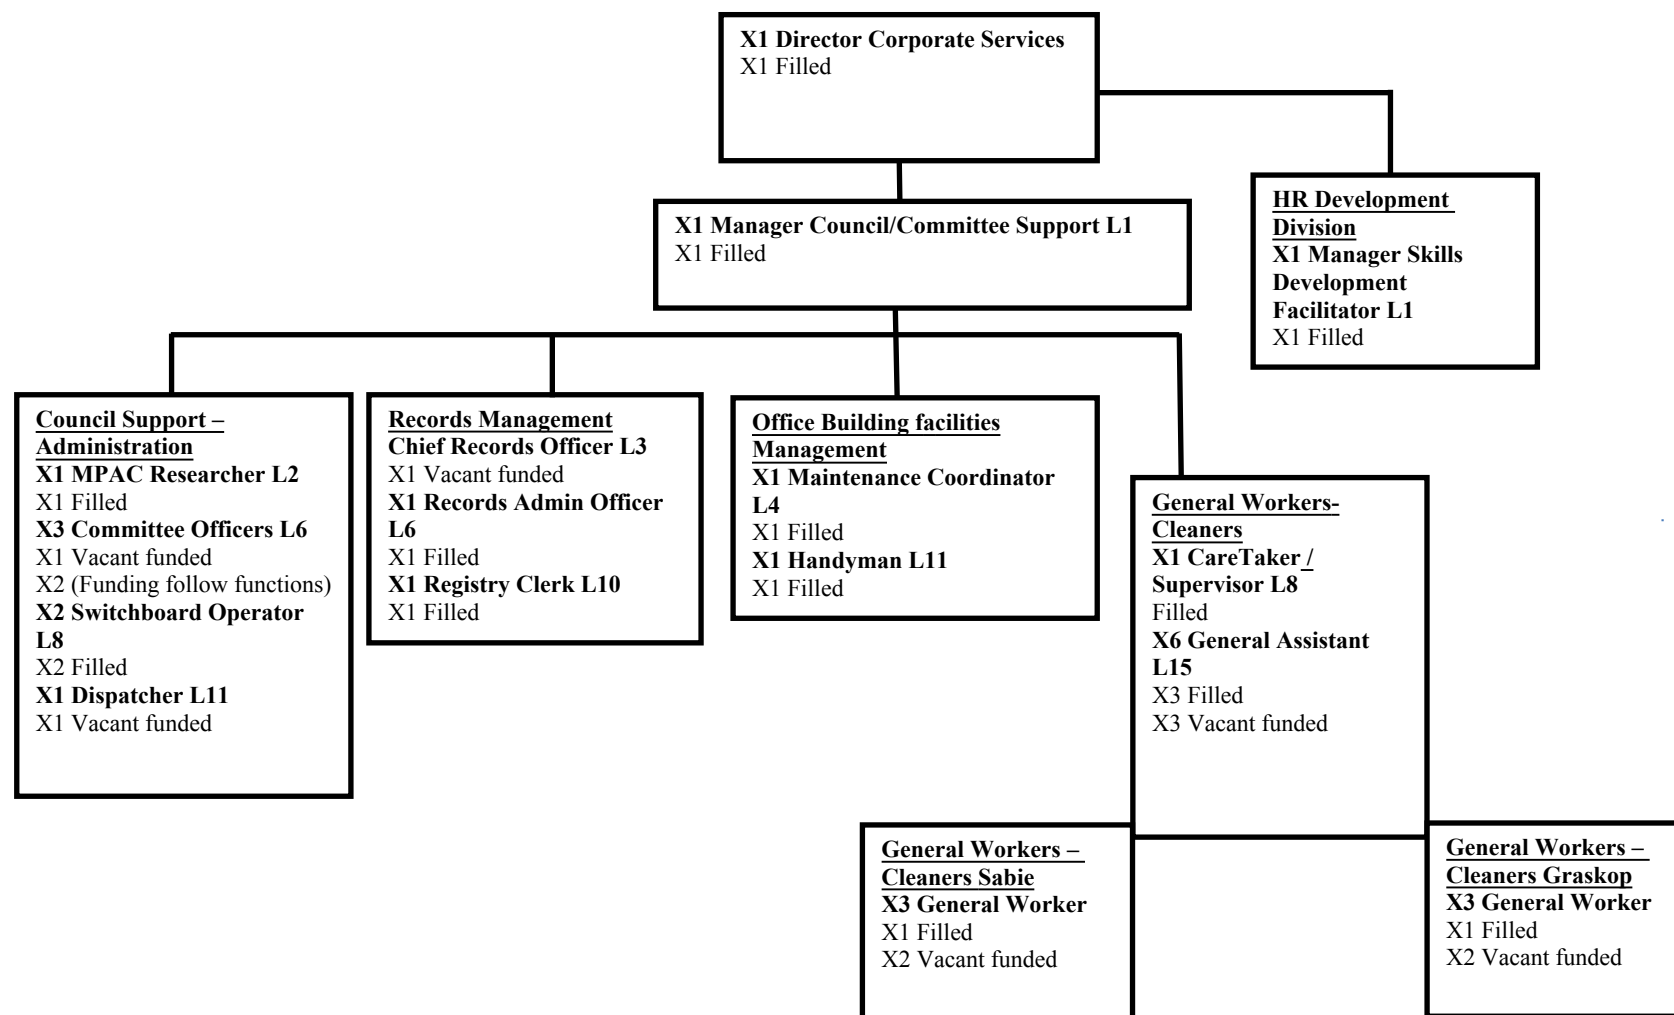 X1 Director Corporate Services
X1 Filled
X1 Manager Council/Committee Support L1
X1 Filled
HR Development
Division
X1 Manager Skills
Development
Facilitator L1
X1 Filled
Council Support –
Administration
X1 MPAC Researcher L2
X1 Filled
X3 Committee Officers L6
X1 Vacant funded
X2 (Funding follow functions)
X2 Switchboard Operator
L8
X2 Filled
X1 Dispatcher L11
X1 Vacant funded
Records Management
Chief Records Officer L3
X1 Vacant funded
X1 Records Admin Officer
L6
X1 Filled
X1 Registry Clerk L10
X1 Filled
Office Building facilities
Management
X1 Maintenance Coordinator
L4
X1 Filled
X1 Handyman L11
X1 Filled
General Workers-
Cleaners
X1 CareTaker /
Supervisor L8
Filled
X6 General Assistant
L15
X3 Filled
X3 Vacant funded
General Workers –
Cleaners Sabie
X3 General Worker
X1 Filled
X2 Vacant funded
General Workers –
Cleaners Graskop
X3 General Worker
X1 Filled
X2 Vacant funded